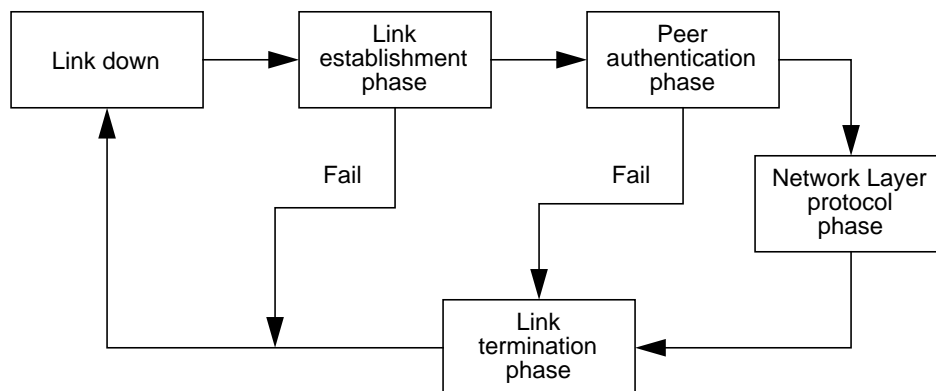 Link down
Link
establishment
phase
Peer
authentication
phase
Fail
Fail
Network Layer
protocol
phase
Link
termination
phase